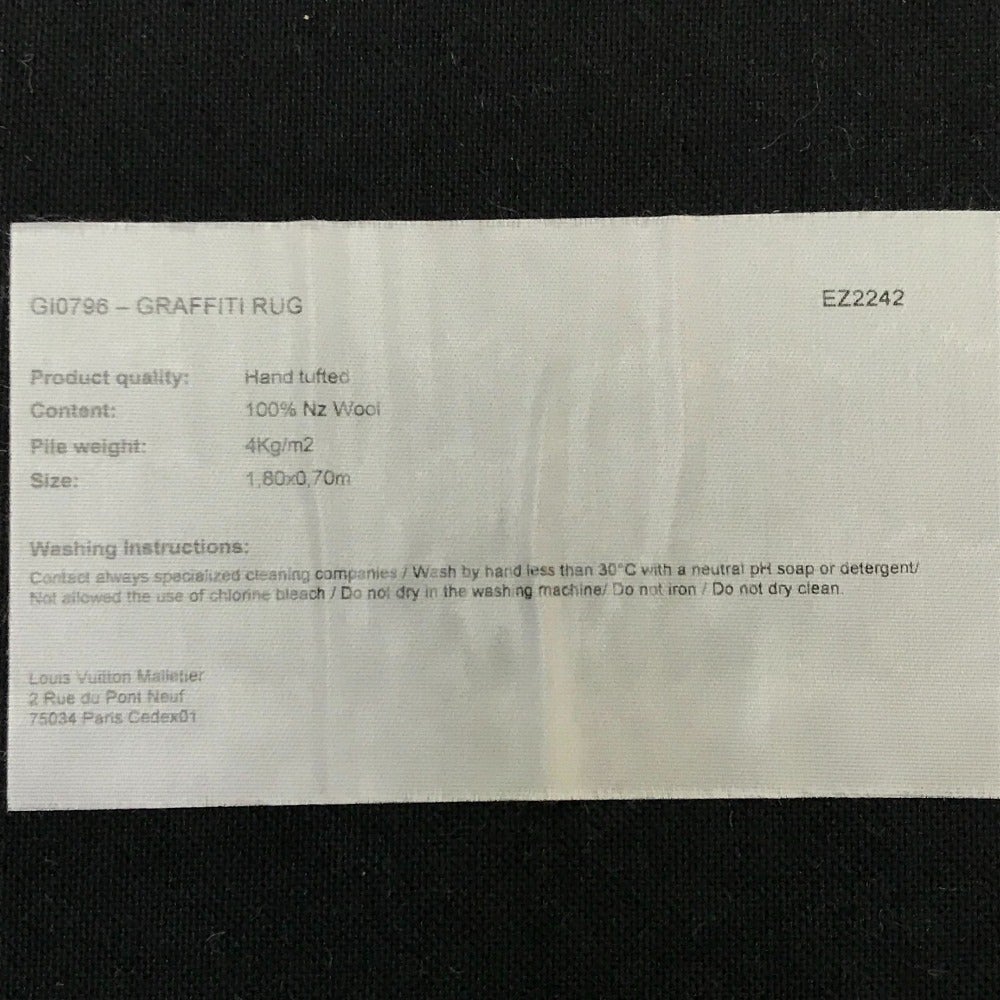 GI0796 – GRAFFITI RUG EZ2242
Product quality: Hand tufted
Content: 100% Nz Wool
Pile weight: 4Kg/m2
Size: 1,80x0,70m
Washing Instructions:
Contact always specialized cleaning companies / Wash by hand less than 30°C with a neutral pH soap or detergent/
Not allowed the use of chlorine bleach / Do not dry in the washing machine/ Do not iron / Do not dry clean.
Louis Vuitton Malletier
2 Rue du Pont Neuf
75034 Paris Cedex01